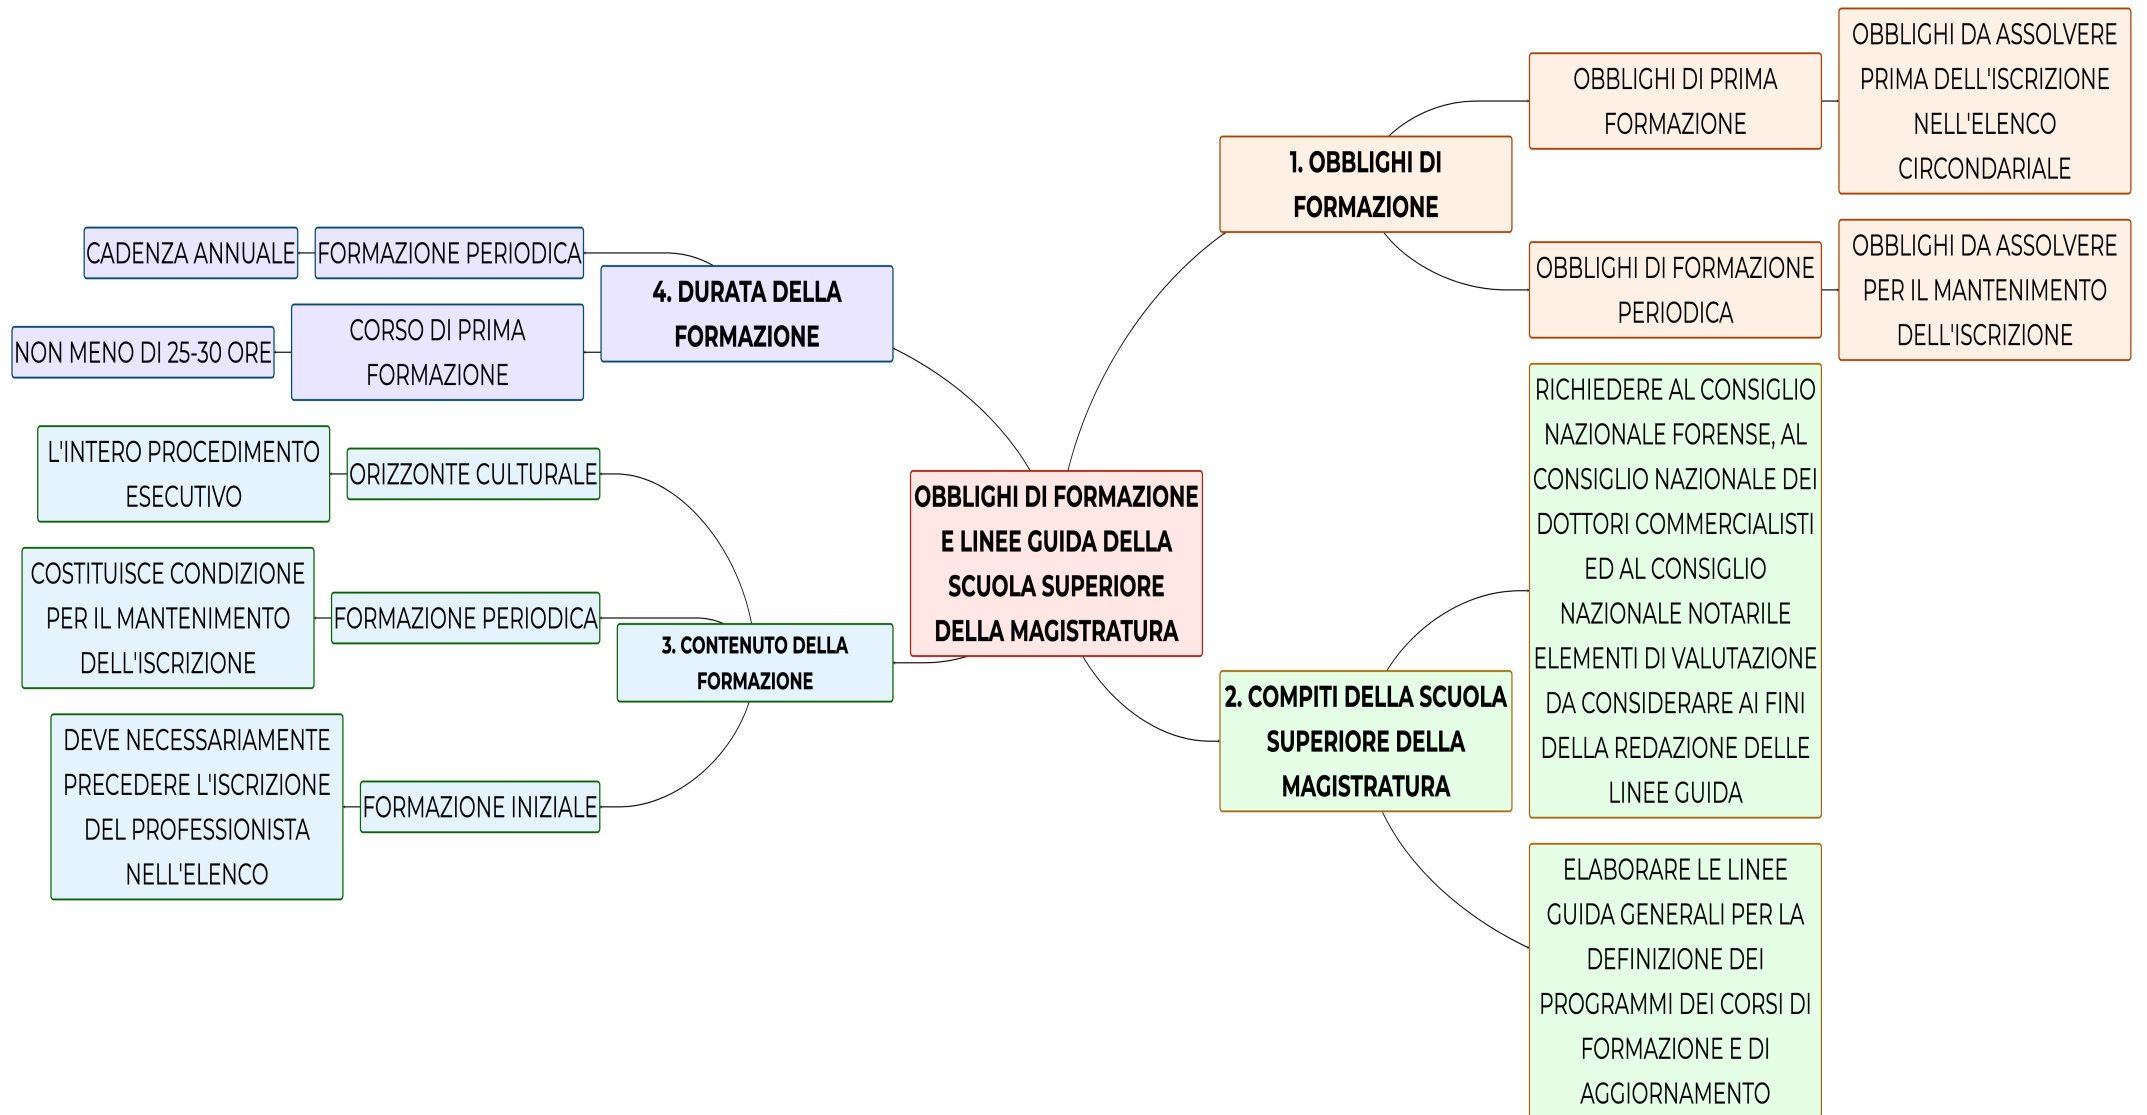 OBBLIGHI DI FORMAZIONE
E LINEE GUIDA DELLA
SCUOLA SUPERIORE
DELLA MAGISTRATURA
1. OBBLIGHI DI
FORMAZIONE
OBBLIGHI DI PRIMA
FORMAZIONE
OBBLIGHI DA ASSOLVERE
PRIMA DELL'ISCRIZIONE
NELL'ELENCO
CIRCONDARIALE
OBBLIGHI DI FORMAZIONE
PERIODICA
OBBLIGHI DA ASSOLVERE
PER IL MANTENIMENTO
DELL'ISCRIZIONE
2. COMPITI DELLA SCUOLA
SUPERIORE DELLA
MAGISTRATURA
RICHIEDERE AL CONSIGLIO
NAZIONALE FORENSE, AL
CONSIGLIO NAZIONALE DEI
DOTTORI COMMERCIALISTI
ED AL CONSIGLIO
NAZIONALE NOTARILE
ELEMENTI DI VALUTAZIONE
DA CONSIDERARE AI FINI
DELLA REDAZIONE DELLE
LINEE GUIDA
ELABORARE LE LINEE
GUIDA GENERALI PER LA
DEFINIZIONE DEI
PROGRAMMI DEI CORSI DI
FORMAZIONE E DI
AGGIORNAMENTO
3. CONTENUTO DELLA
FORMAZIONE
ORIZZONTE CULTURALE
L'INTERO PROCEDIMENTO
ESECUTIVO
FORMAZIONE PERIODICA
COSTITUISCE CONDIZIONE
PER IL MANTENIMENTO
DELL'ISCRIZIONE
FORMAZIONE INIZIALE
DEVE NECESSARIAMENTE
PRECEDERE L'ISCRIZIONE
DEL PROFESSIONISTA
NELL'ELENCO
4. DURATA DELLA
FORMAZIONE
FORMAZIONE PERIODICA
CADENZA ANNUALE
CORSO DI PRIMA
FORMAZIONE
NON MENO DI 25-30 ORE